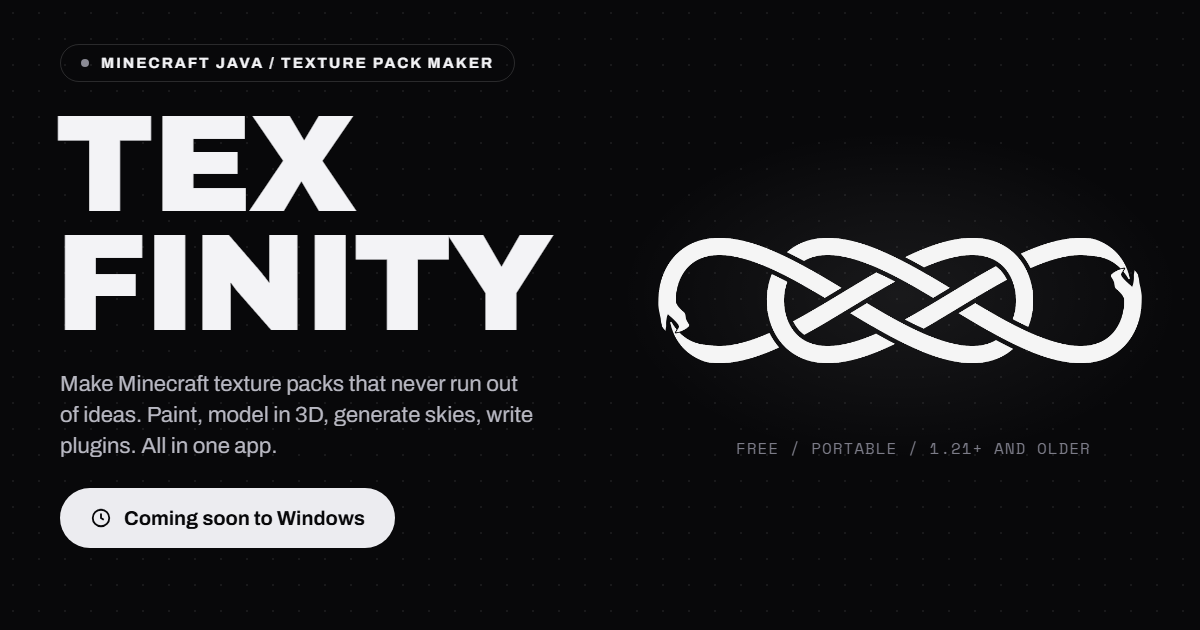 MINECRAFT JAVA / TEXTURE PACK MAKER
TEX
FINITY
Make Minecraft texture packs that never run out
of ideas. Paint, model in 3D, generate skies, write
plugins. All in one app.
Coming soon to Windows
FREE / PORTABLE / 1.21+ AND OLDER